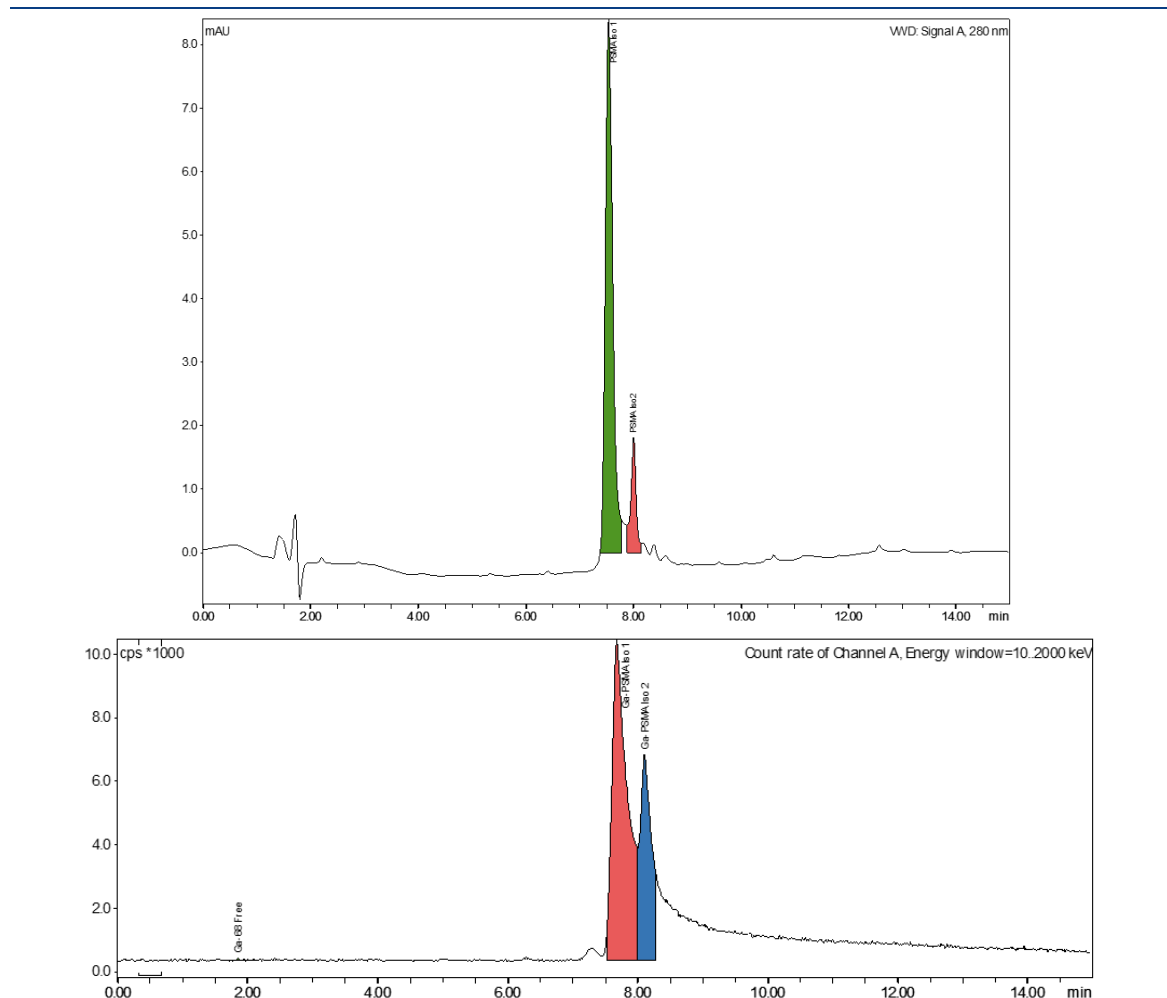 mAU
WVD: Signal A, 280 nm
PSMA Iso 1
PSMA Iso2
8.0
7.0
6.0
5.0
4.0
3.0
2.0
1.0
0.0
0.00 2.00 4.00 6.00 8.00 10.00 12.00 14.00 min
cps *1000
Count rate of Channel A, Energy window=10..2000 keV
Ga-PSMA Iso 1
Ga- PSMA Iso 2
Ga-68 Free
10.0
8.0
6.0
4.0
2.0
0.0
0.00 2.00 4.00 6.00 8.00 10.00 12.00 14.00 min